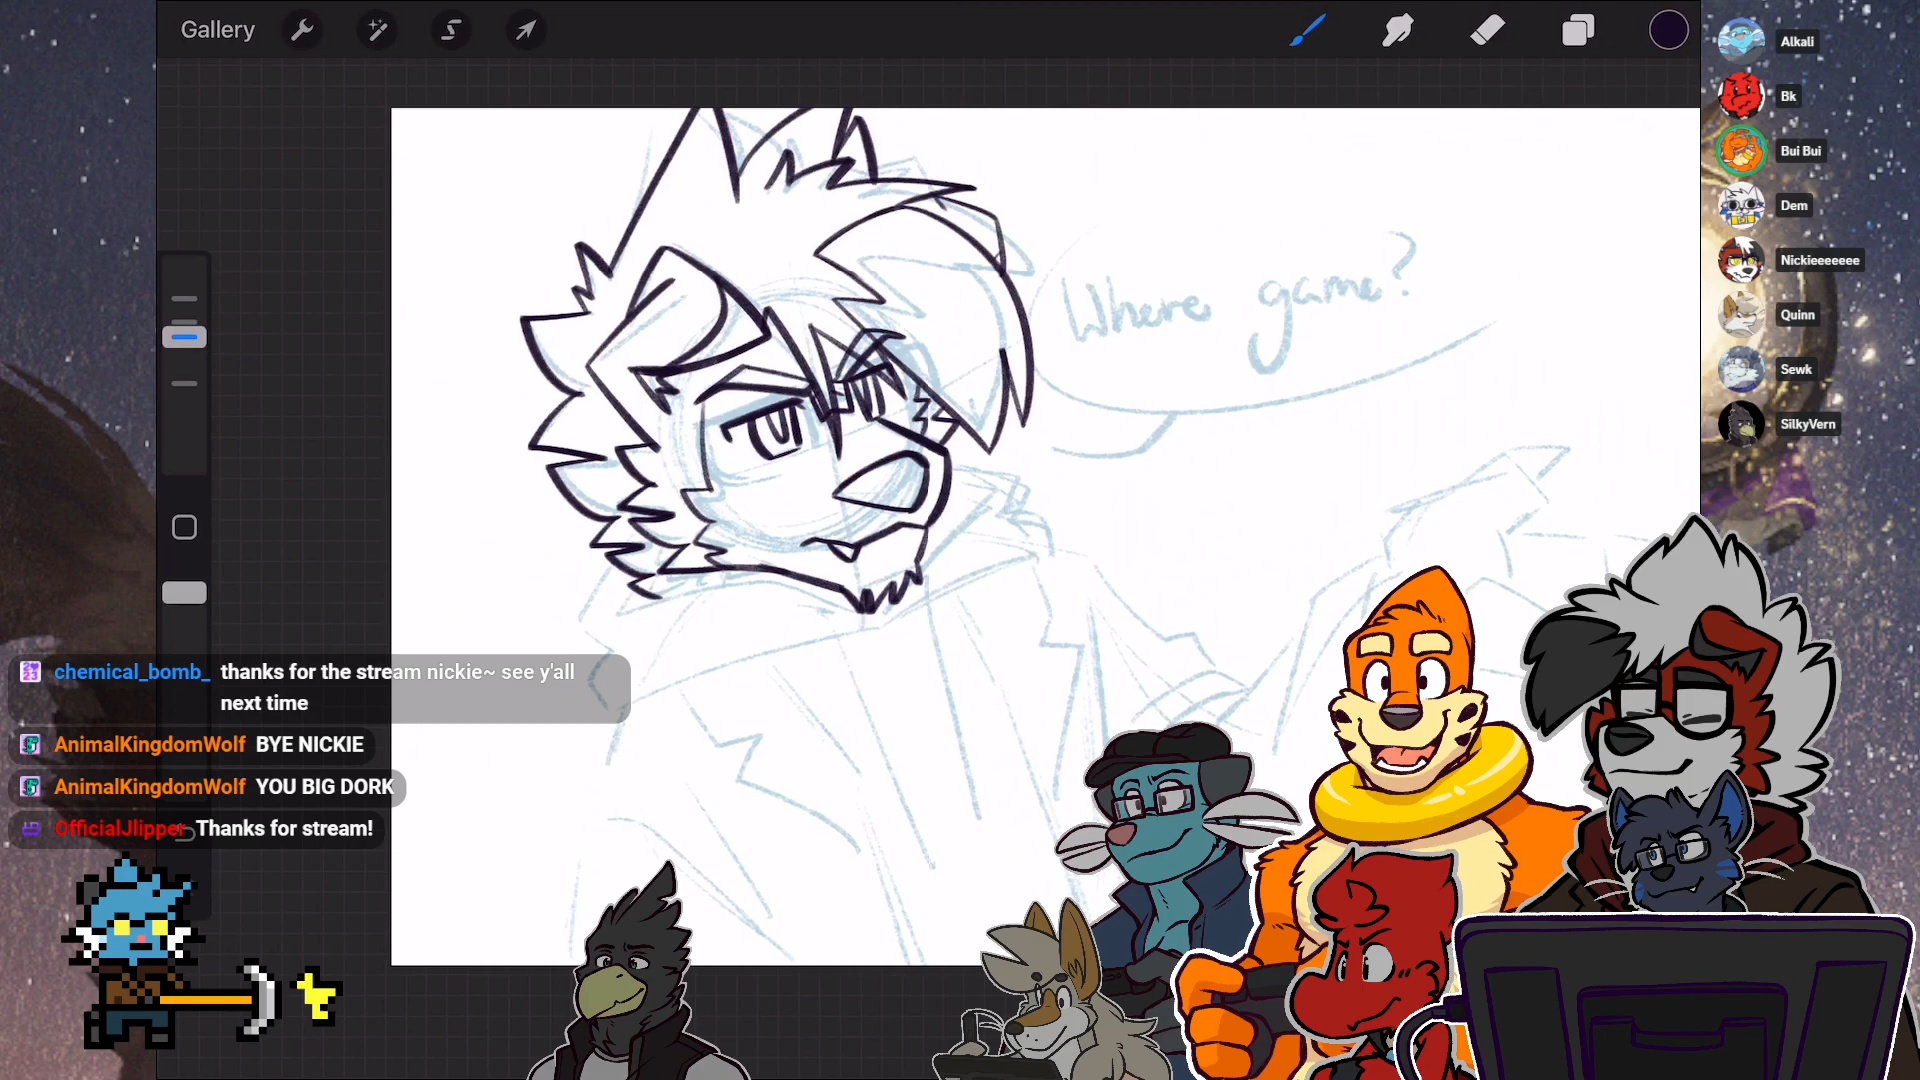 Gallery
Alkali
Bk
Bui Bui
Dem
Nickieeeeeee
Quinn
Sewk
SilkyVern
Where game?
chemical_bomb_ thanks for the stream nickie~ see y'all
next time
AnimalKingdomWolf BYE NICKIE
AnimalKingdomWolf YOU BIG DORK
OfficialJlipper Thanks for stream!